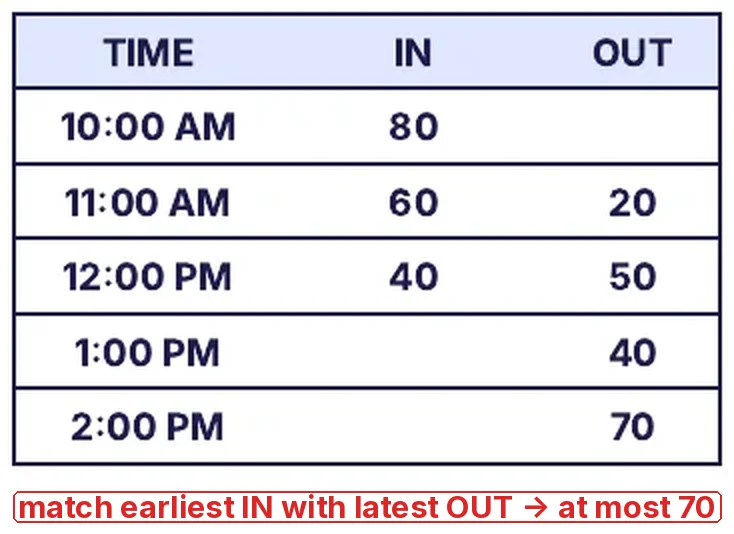 TIME IN OUT
10:00 AM 80
11:00 AM 60 20
12:00 PM 40 50
1:00 PM 40
2:00 PM 70
match earliest IN with latest OUT → at most 70